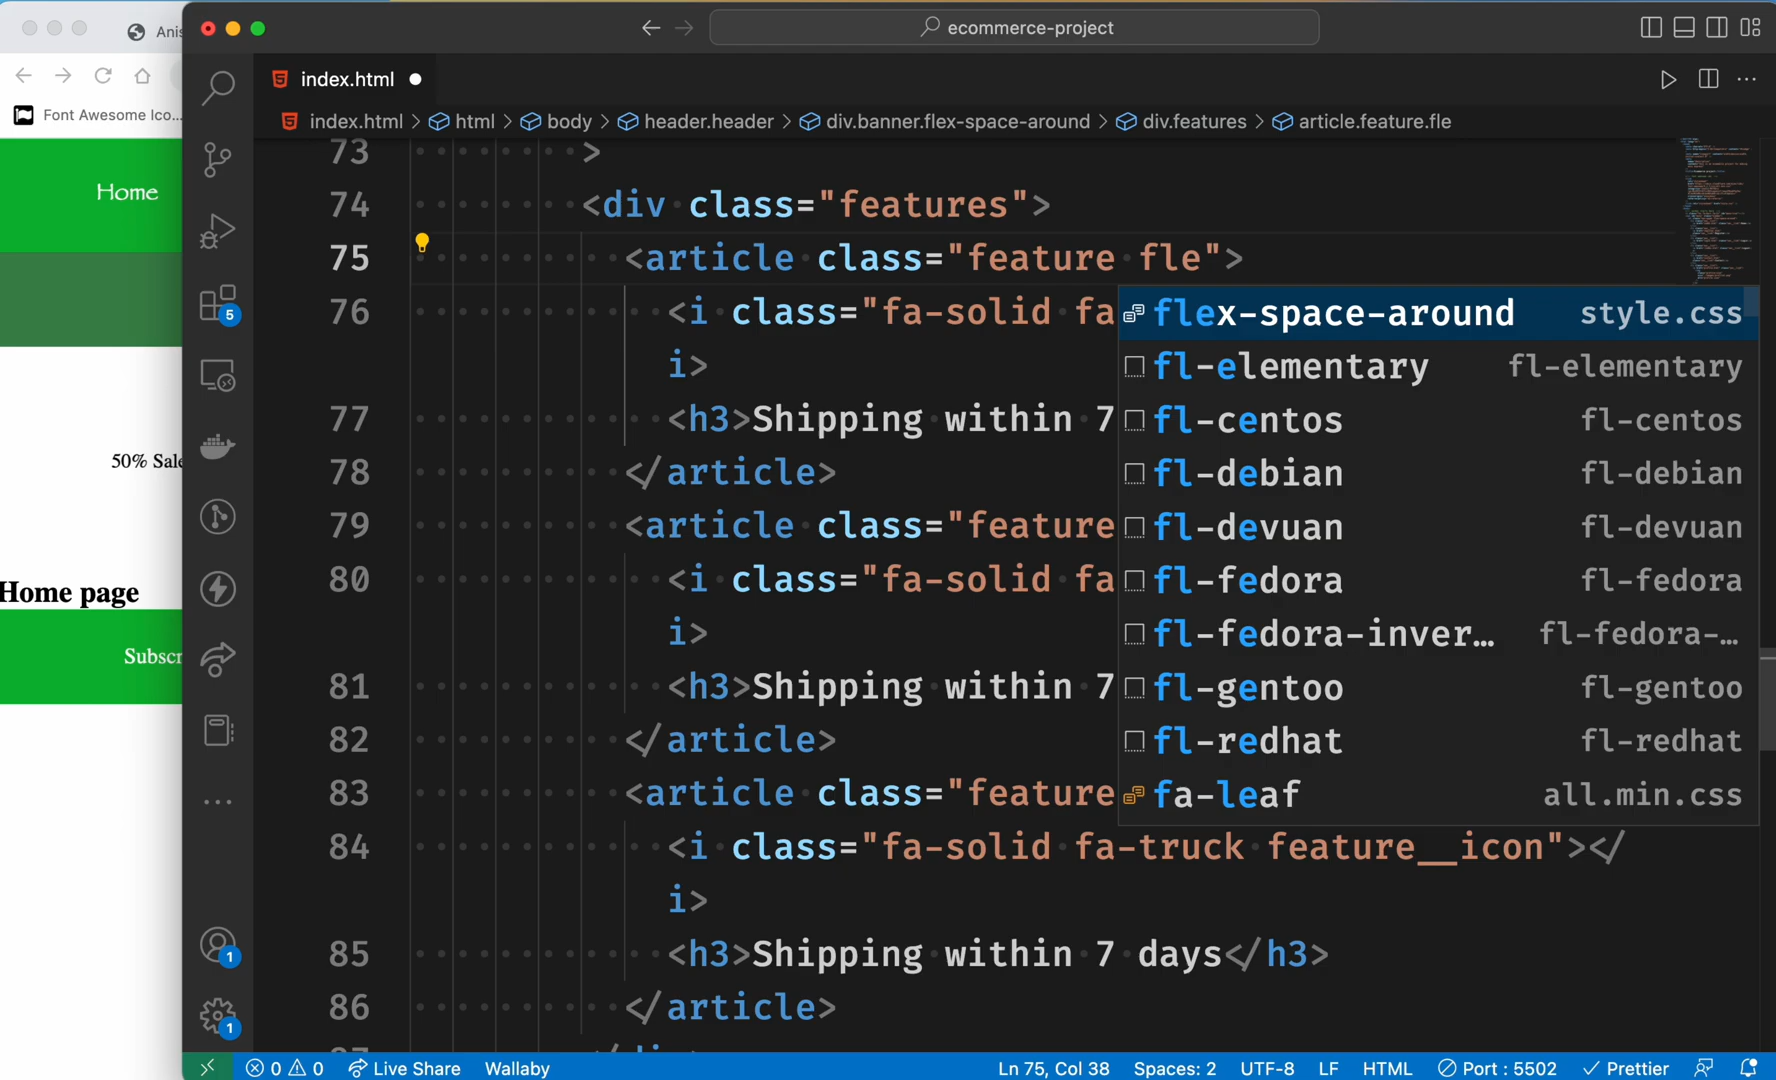 Anis
ecommerce-project
index.html
Font Awesome Ico...
index.html > html > body > header.header > div.banner.flex-space-around > div.features > article.feature.fle
Home
50% Sale
Home page
Subscr
73 >
74 <div class="features">
75 <article class="feature fle">
76 <i class="fa-solid fa
i>
77 <h3>Shipping within 7
78 </article>
79 <article class="feature
80 <i class="fa-solid fa
i>
81 <h3>Shipping within 7
82 </article>
83 <article class="feature
84 <i class="fa-solid fa-truck feature__icon"></
i>
85 <h3>Shipping within 7 days</h3>
86 </article>
flex-space-around style.css
fl-elementary fl-elementary
fl-centos fl-centos
fl-debian fl-debian
fl-devuan fl-devuan
fl-fedora fl-fedora
fl-fedora-inver… fl-fedora-…
fl-gentoo fl-gentoo
fl-redhat fl-redhat
fa-leaf all.min.css
5
1
1
0 0 Live Share Wallaby Ln 75, Col 38 Spaces: 2 UTF-8 LF HTML Port : 5502 Prettier